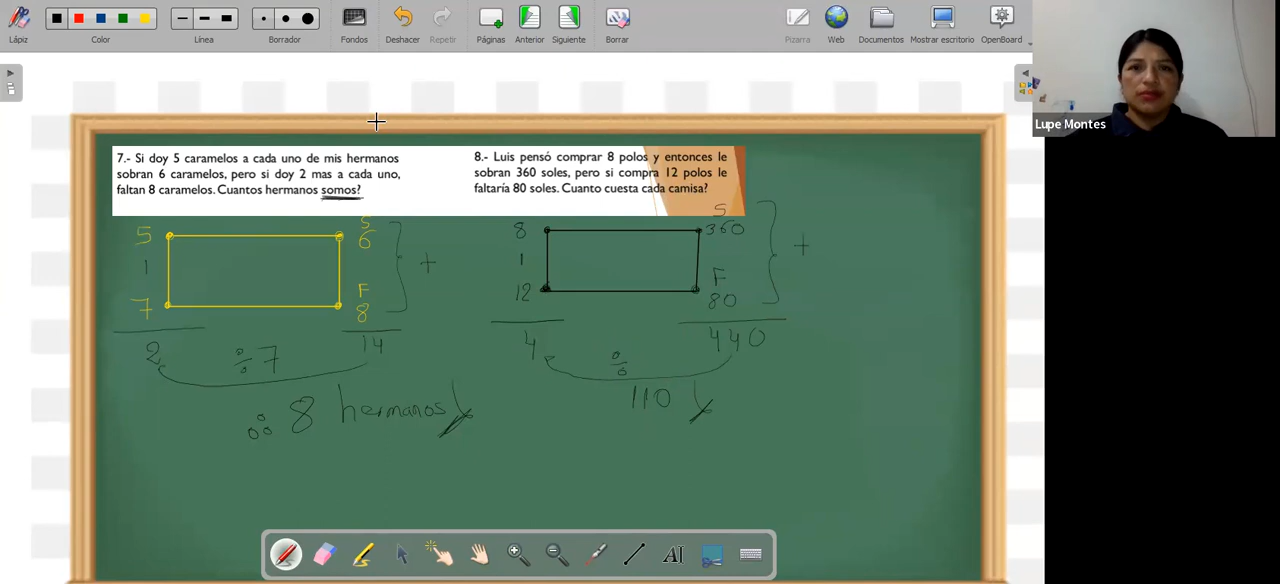 Lápiz
Color
Línea
Borrador
Fondos
Deshacer
Repetir
Páginas
Anterior
Siguiente
Borrar
Pizarra
Web
Documentos
Mostrar escritorio
OpenBoard
Lupe Montes
7.- Si doy 5 caramelos a cada uno de mis hermanos
sobran 6 caramelos, pero si doy 2 mas a cada uno,
faltan 8 caramelos. Cuantos hermanos somos?
8.- Luis pensó comprar 8 polos y entonces le
sobran 360 soles, pero si compra 12 polos le
faltaría 80 soles. Cuanto cuesta cada camisa?
S
5 6
1 +
F
7 8
2 ÷7 14
∴ 8 hermanos
S
8 360
1 +
F
12 80
4 ÷ 440
110
AI